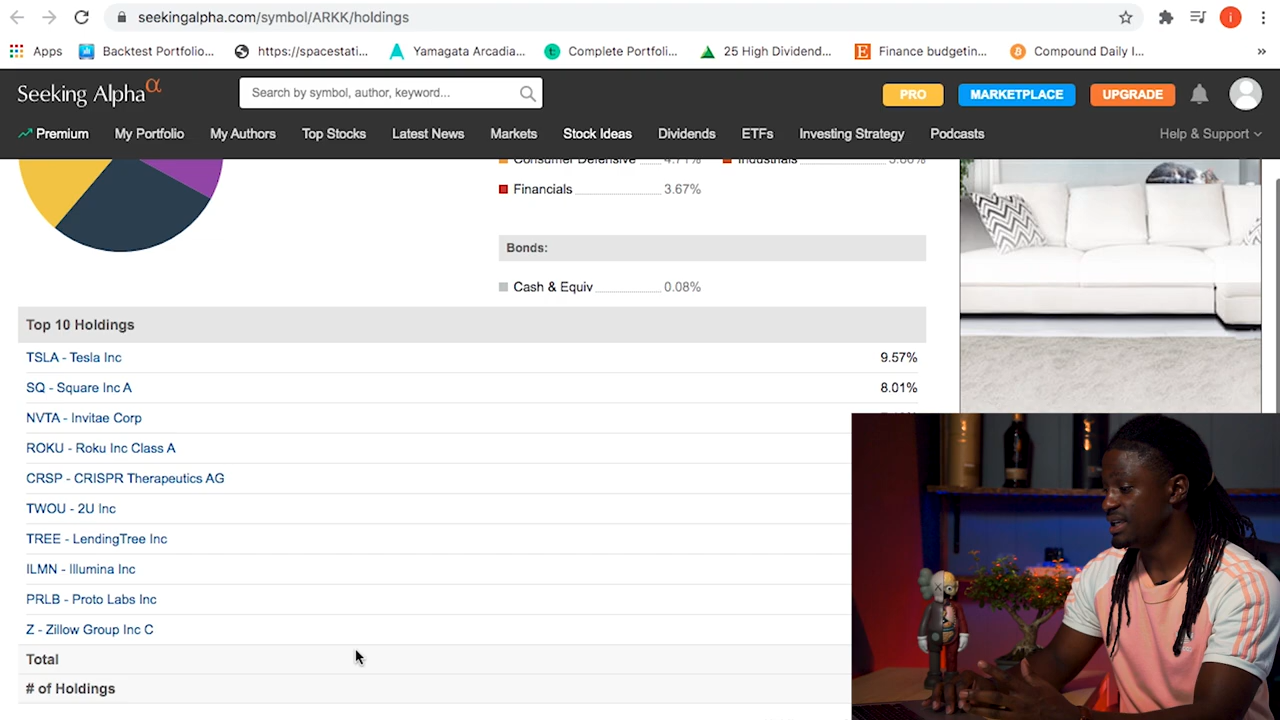 seekingalpha.com/symbol/ARKK/holdings
Apps
Backtest Portfolio...
https://spacestati...
Yamagata Arcadia...
Complete Portfoli...
25 High Dividend...
Finance budgetin...
Compound Daily I...
»
Seeking Alpha α
Search by symbol, author, keyword...
PRO
MARKETPLACE
UPGRADE
Premium
My Portfolio
My Authors
Top Stocks
Latest News
Markets
Stock Ideas
Dividends
ETFs
Investing Strategy
Podcasts
Help & Support
Consumer Defensive 4.71%
Industrials
Financials 3.67%
Bonds:
Cash & Equiv 0.08%
Top 10 Holdings
TSLA - Tesla Inc 9.57%
SQ - Square Inc A 8.01%
NVTA - Invitae Corp
ROKU - Roku Inc Class A
CRSP - CRISPR Therapeutics AG
TWOU - 2U Inc
TREE - LendingTree Inc
ILMN - Illumina Inc
PRLB - Proto Labs Inc
Z - Zillow Group Inc C
Total
# of Holdings